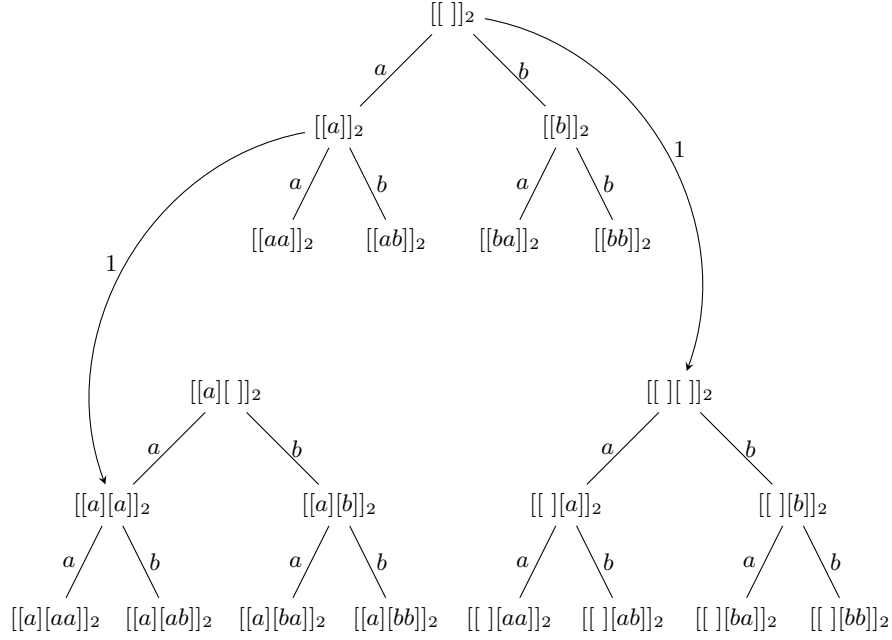 [[ ]]₂
a b
1
[[a]]₂ [[b]]₂
a b a b
[[aa]]₂ [[ab]]₂ [[ba]]₂ [[bb]]₂
1
[[a][ ]]₂ [[ ][ ]]₂
a b a b
[[a][a]]₂ [[a][b]]₂ [[ ][a]]₂ [[ ][b]]₂
a b a b a b a b
[[a][aa]]₂ [[a][ab]]₂ [[a][ba]]₂ [[a][bb]]₂ [[ ][aa]]₂ [[ ][ab]]₂ [[ ][ba]]₂ [[ ][bb]]₂